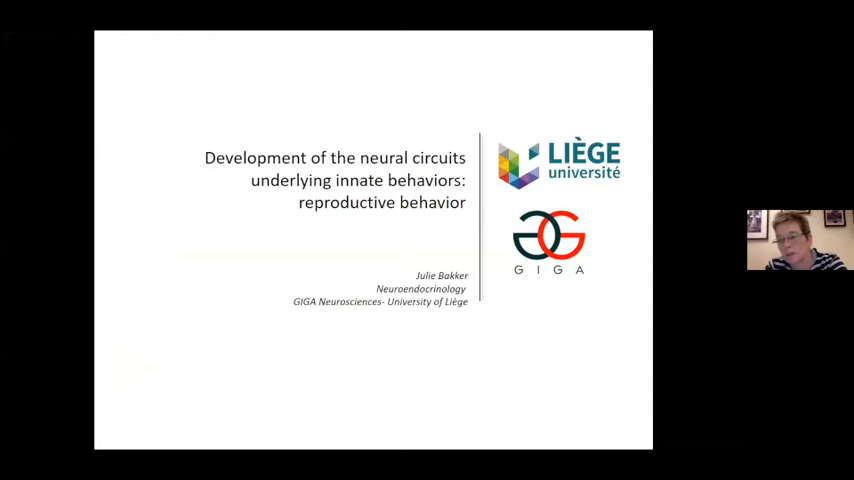 Development of the neural circuits
underlying innate behaviors:
reproductive behavior
Julie Bakker
Neuroendocrinology
GIGA Neurosciences- University of Liège
LIÈGE
université
GIGA